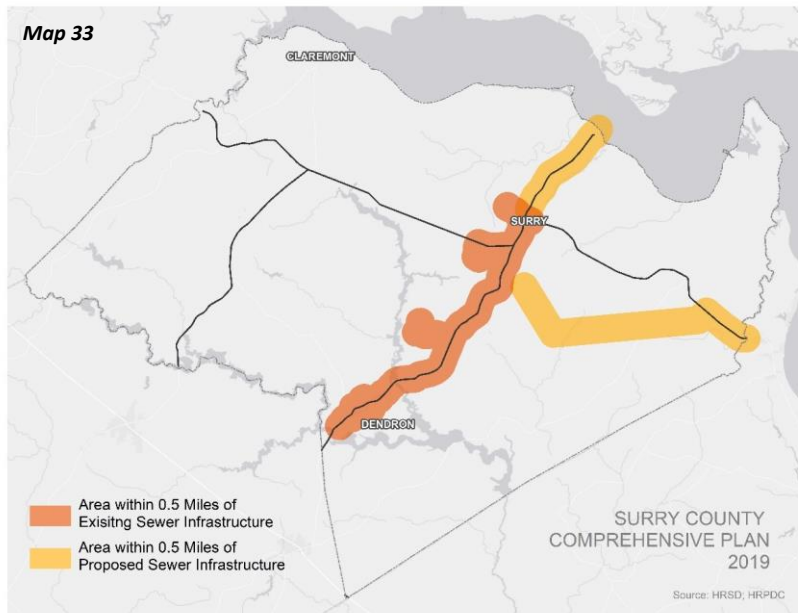 Map 33
CLAREMONT
SURRY
DENDRON
Area within 0.5 Miles of
Exisitng Sewer Infrastructure
Area within 0.5 Miles of
Proposed Sewer Infrastructure
SURRY COUNTY
COMPREHENSIVE PLAN
2019
Source: HRSD; HRPDC